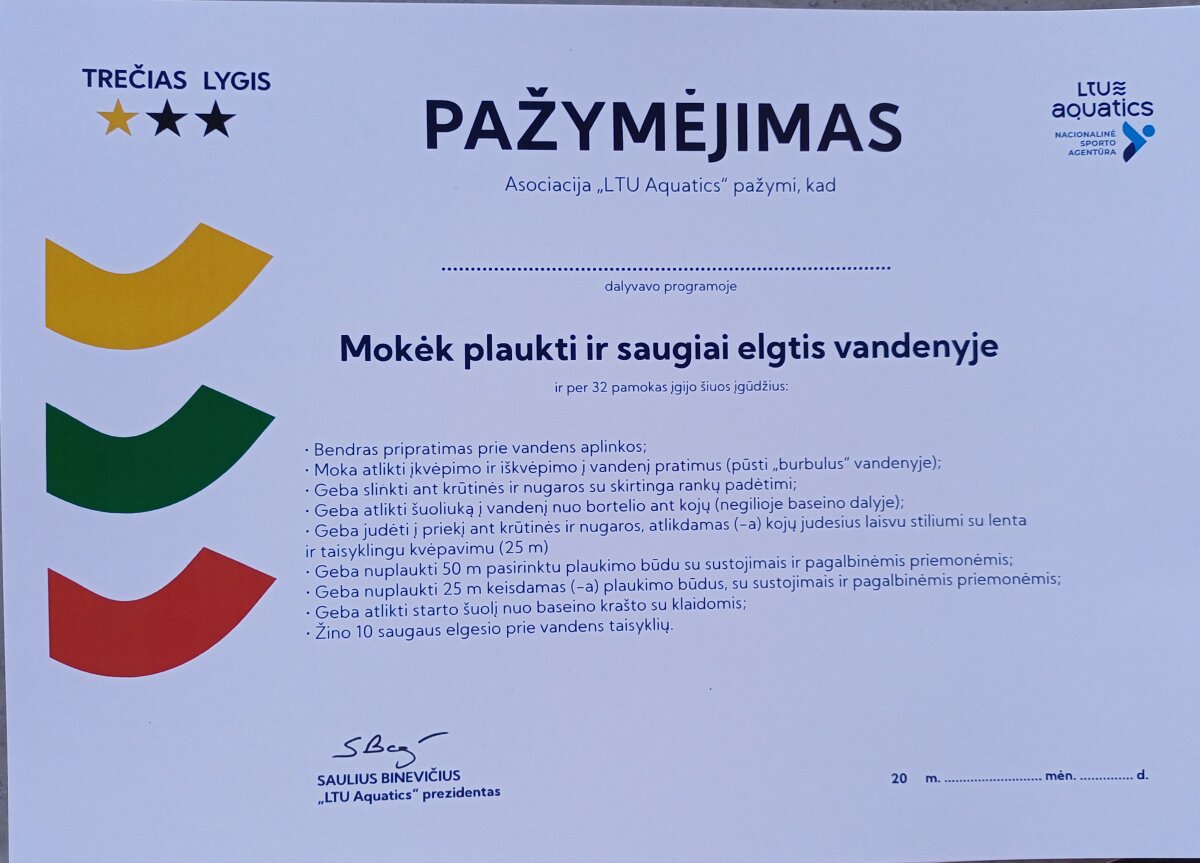 TREČIAS LYGIS
LTU
aquatics
NACIONALINĖ
SPORTO
AGENTŪRA
PAŽYMĖJIMAS
Asociacija „LTU Aquatics“ pažymi, kad
dalyvavo programoje
Mokėk plaukti ir saugiai elgtis vandenyje
ir per 32 pamokas įgijo šiuos įgūdžius:
• Bendras pripratimas prie vandens aplinkos;
• Moka atlikti įkvėpimo ir iškvėpimo į vandenį pratimus (pūsti „burbulus“ vandenyje);
• Geba slinkti ant krūtinės ir nugaros su skirtinga rankų padėtimi;
• Geba atlikti šuoliuką į vandenį nuo bortelio ant kojų (negilioje baseino dalyje);
• Geba judėti į priekį ant krūtinės ir nugaros, atlikdamas (-a) kojų judesius laisvu stiliumi su lenta
ir taisyklingu kvėpavimu (25 m)
• Geba nuplaukti 50 m pasirinktu plaukimo būdu su sustojimais ir pagalbinėmis priemonėmis;
• Geba nuplaukti 25 m keisdamas (-a) plaukimo būdus, su sustojimais ir pagalbinėmis priemonėmis;
• Geba atlikti starto šuolį nuo baseino krašto su klaidomis;
• Žino 10 saugaus elgesio prie vandens taisyklių.
SAULIUS BINEVIČIUS
„LTU Aquatics“ prezidentas
20 m. .......................... mėn. .............. d.